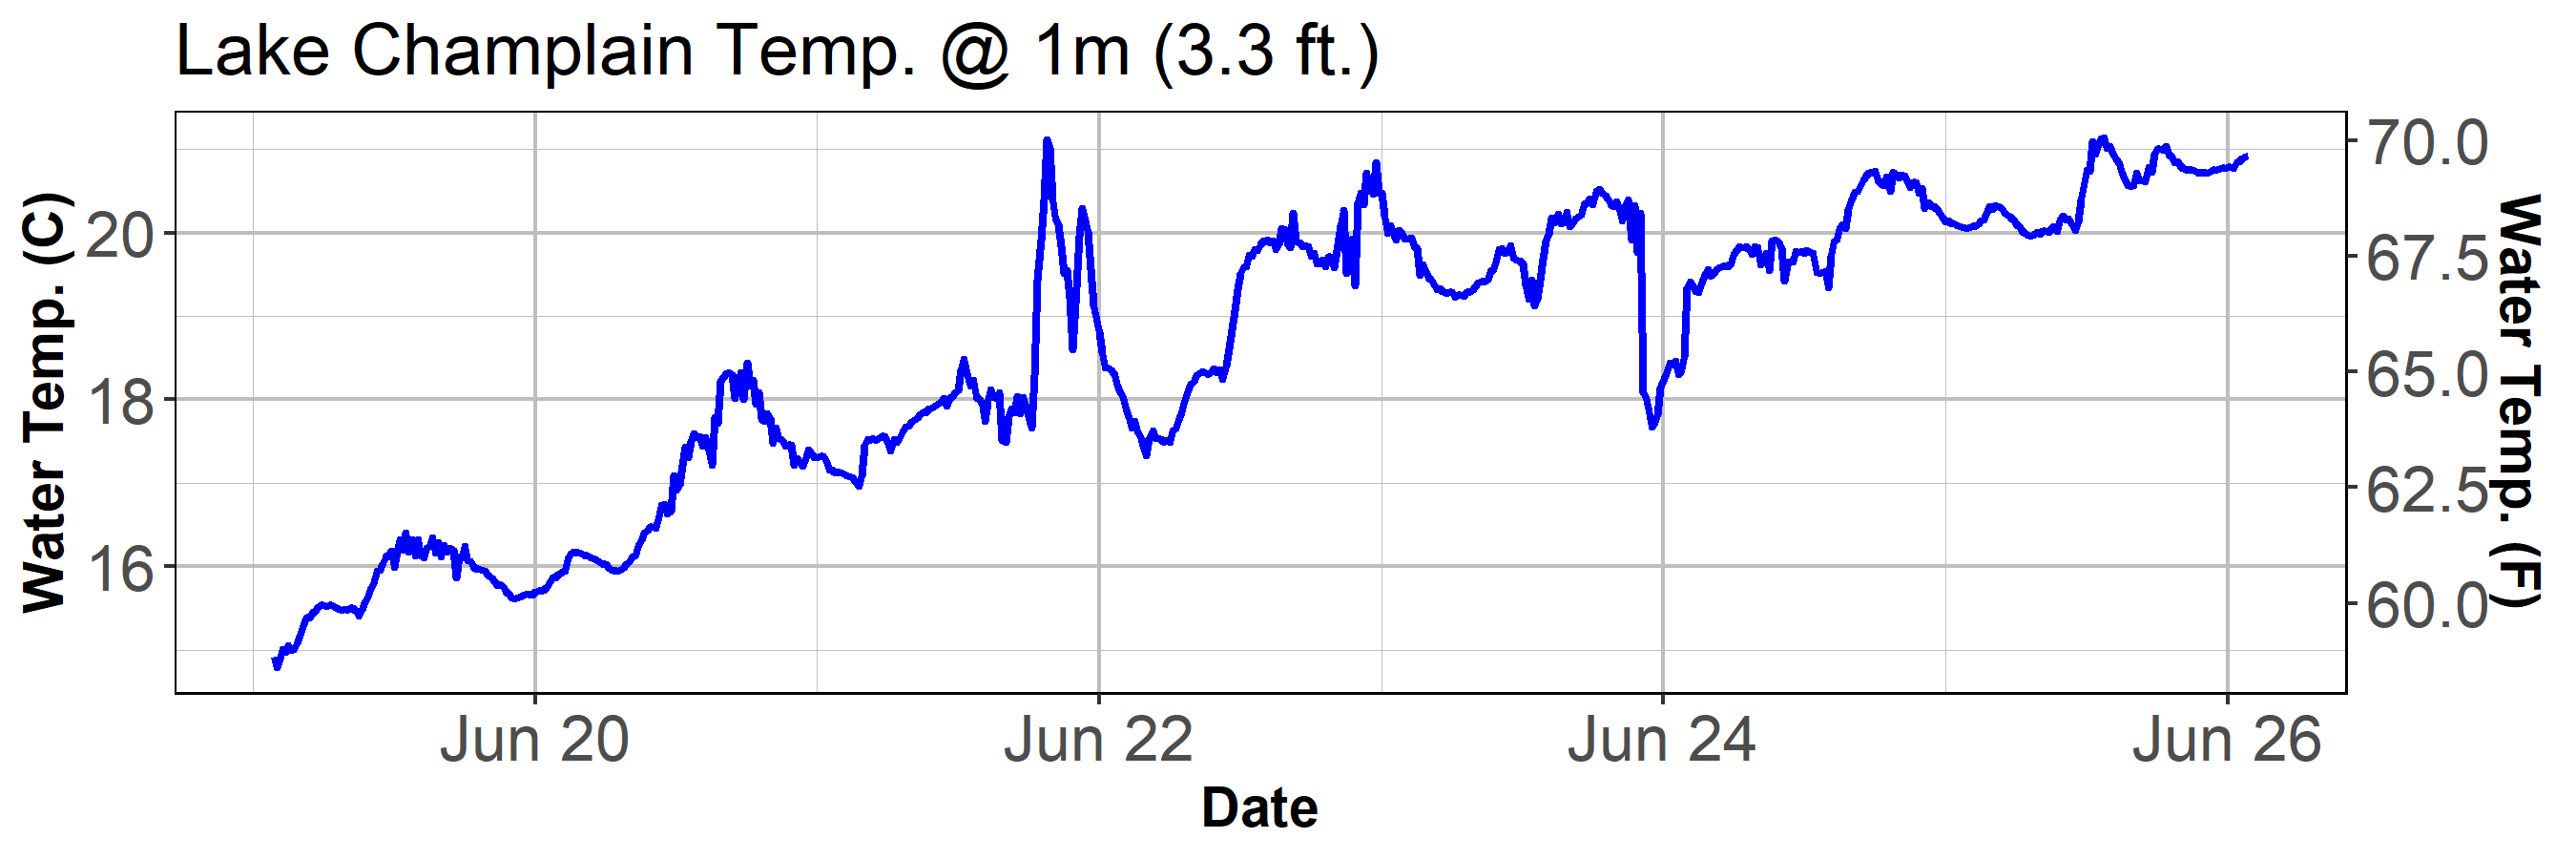 Lake Champlain Temp. @ 1m (3.3 ft.)
Water Temp. (C)
20
18
16
70.0
67.5
65.0
62.5
60.0
Water Temp. (F)
Jun 20
Jun 22
Jun 24
Jun 26
Date